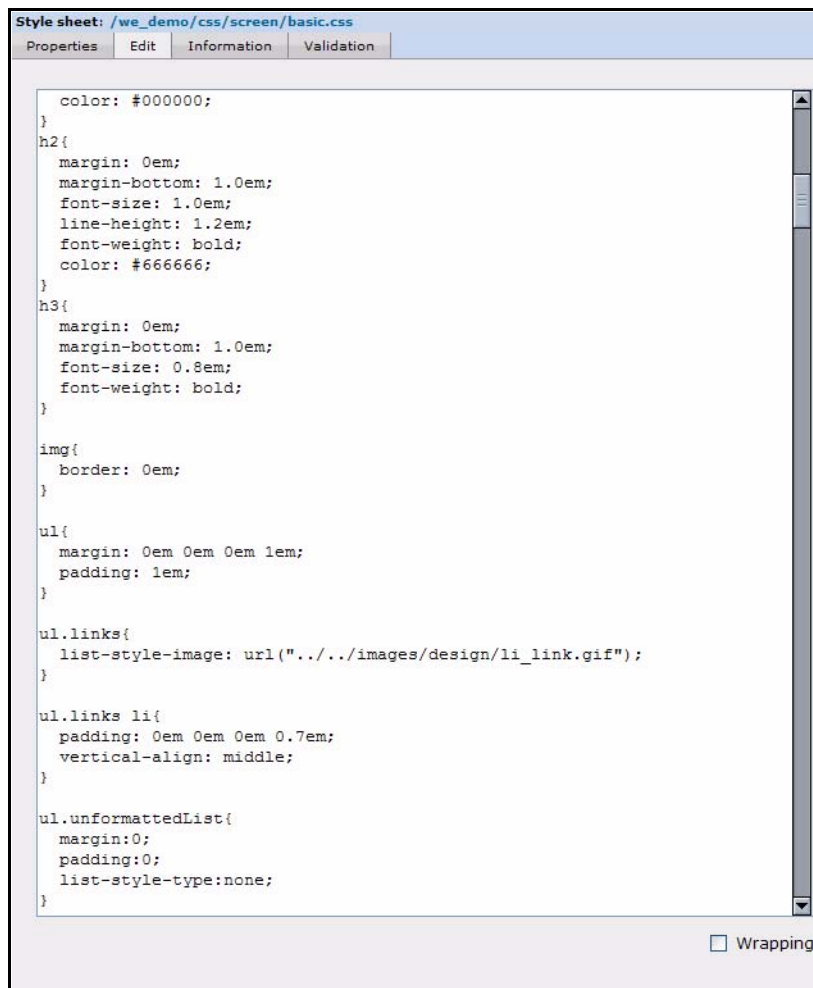 Style sheet: /we_demo/css/screen/basic.css
Properties Edit Information Validation
color: #000000;
}
h2{
margin: 0em;
margin-bottom: 1.0em;
font-size: 1.0em;
line-height: 1.2em;
font-weight: bold;
color: #666666;
}
h3{
margin: 0em;
margin-bottom: 1.0em;
font-size: 0.8em;
font-weight: bold;
}
img{
border: 0em;
}
ul{
margin: 0em 0em 0em 1em;
padding: 1em;
}
ul.links{
list-style-image: url("../../images/design/li_link.gif");
}
ul.links li{
padding: 0em 0em 0em 0.7em;
vertical-align: middle;
}
ul.unformattedList{
margin:0;
padding:0;
list-style-type:none;
}
Wrapping